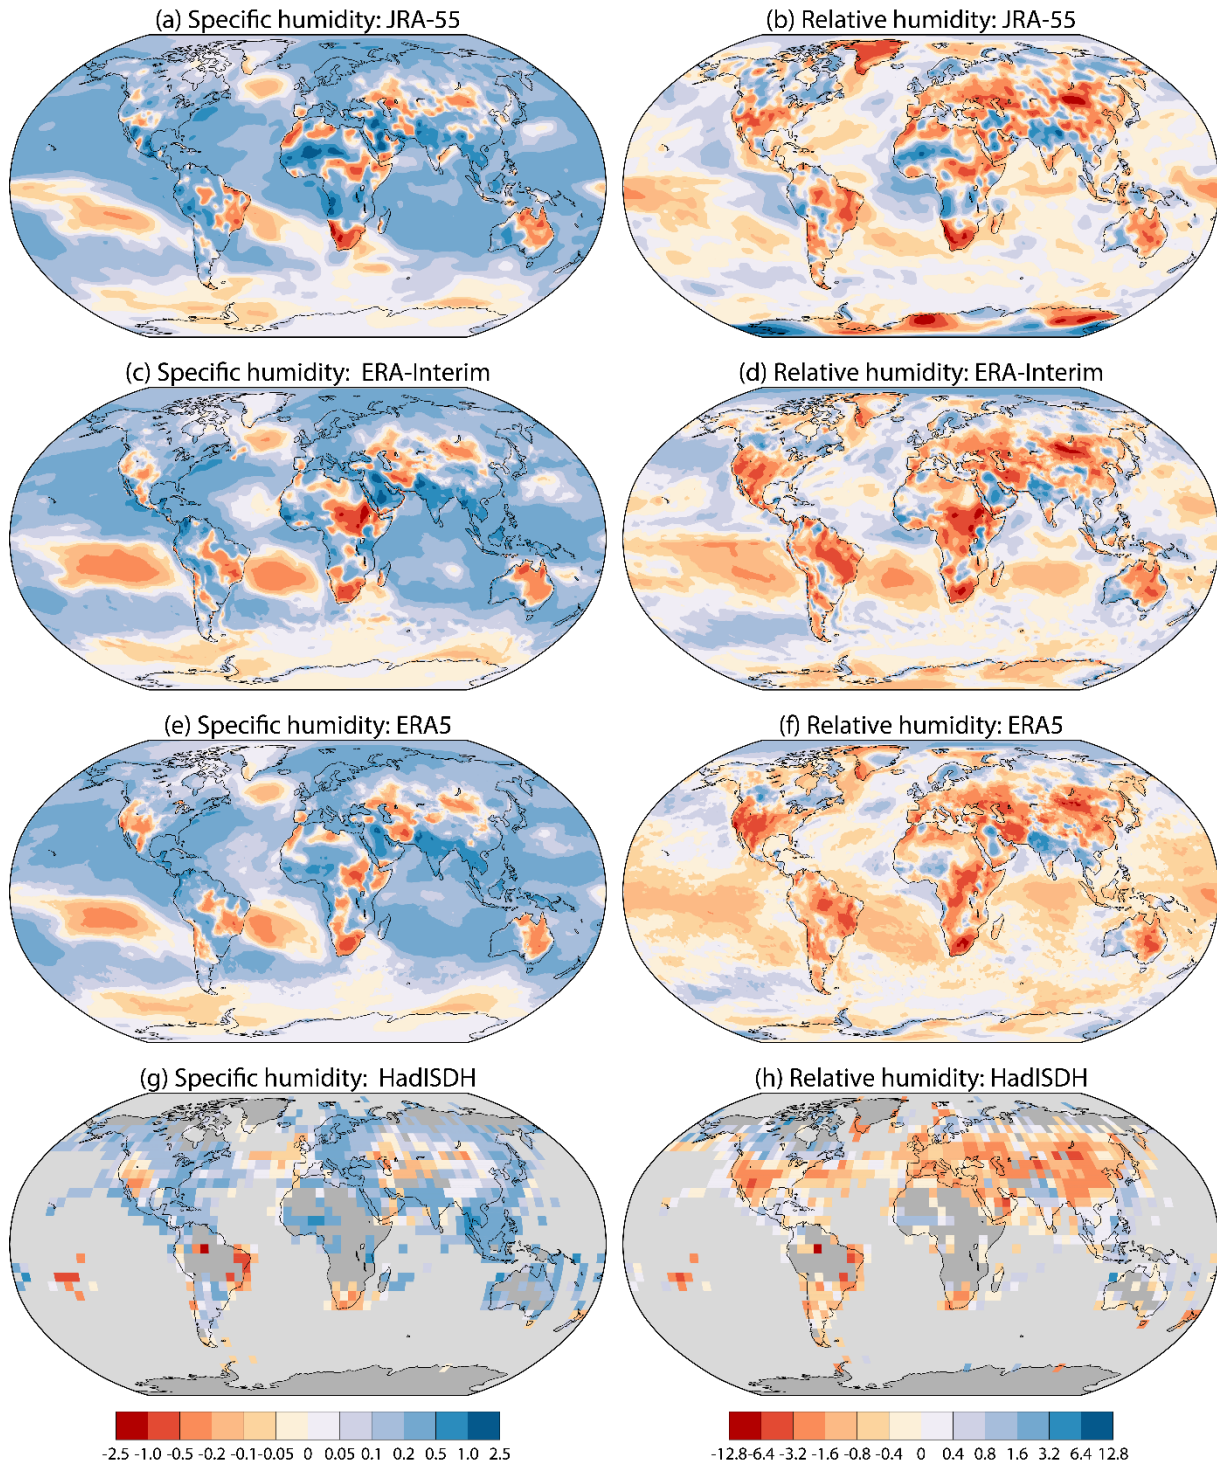 (a) Specific humidity: JRA-55
(b) Relative humidity: JRA-55
(c) Specific humidity: ERA-Interim
(d) Relative humidity: ERA-Interim
(e) Specific humidity: ERA5
(f) Relative humidity: ERA5
(g) Specific humidity: HadISDH
(h) Relative humidity: HadISDH
-2.5 -1.0 -0.5 -0.2 -0.1 -0.05 0 0.05 0.1 0.2 0.5 1.0 2.5
-12.8 -6.4 -3.2 -1.6 -0.8 -0.4 0 0.4 0.8 1.6 3.2 6.4 12.8